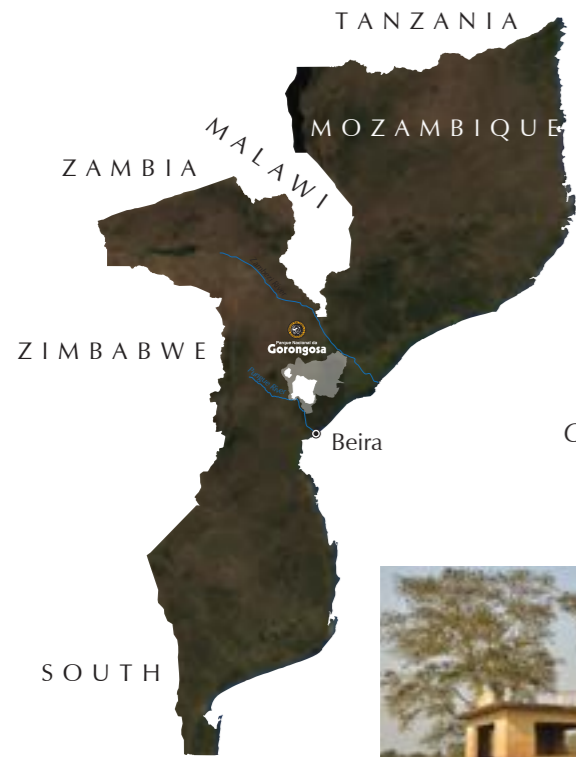 TANZANIA
MOZAMBIQUE
MALAWI
ZAMBIA
Parque Nacional da
Gorongosa
ZIMBABWE
Beira
SOUTH